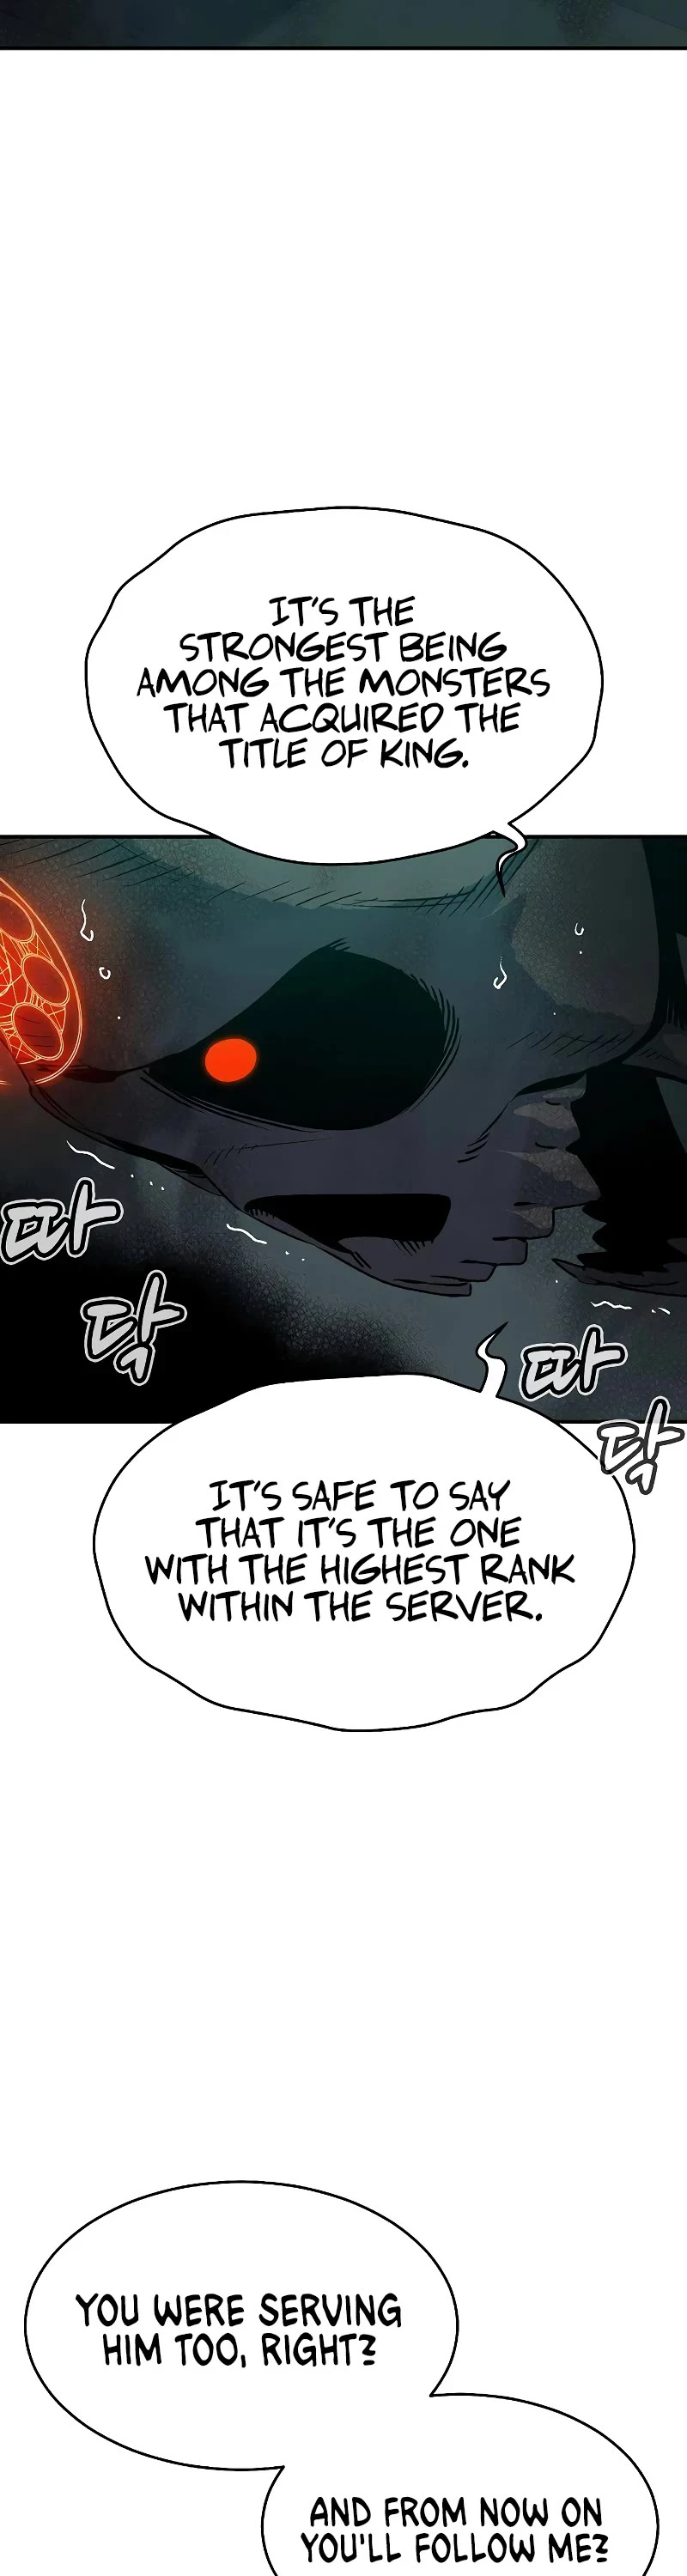 IT'S THE
STRONGEST BEING
AMONG THE MONSTERS
THAT ACQUIRED THE
TITLE OF KING.
따
닥
따
닥
IT'S SAFE TO SAY
THAT IT'S THE ONE
WITH THE HIGHEST RANK
WITHIN THE SERVER.
YOU WERE SERVING
HIM TOO, RIGHT?
AND FROM NOW ON
YOU'LL FOLLOW ME?